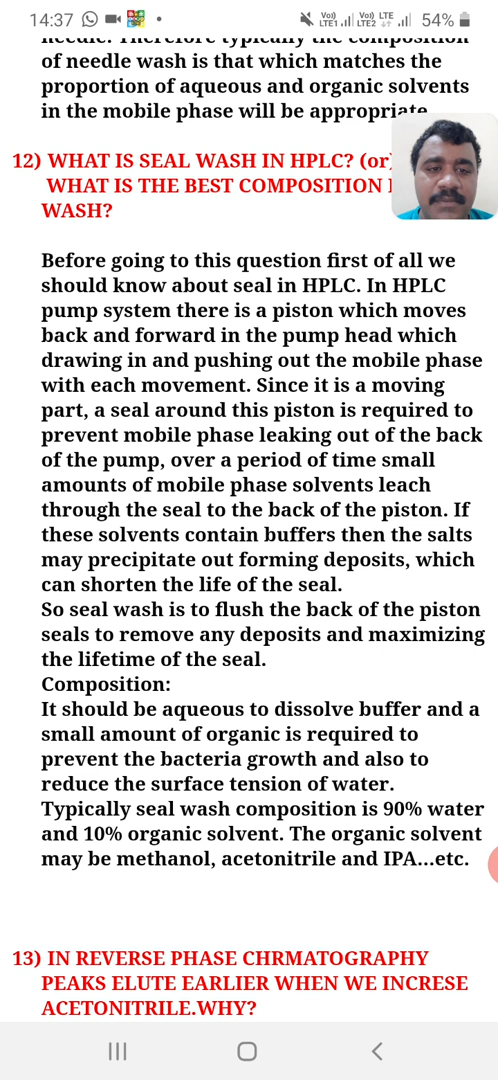 14:37
Vo)) LTE1 Vo)) LTE LTE2 54%
needle. Therefore typically the composition
of needle wash is that which matches the
proportion of aqueous and organic solvents
in the mobile phase will be appropriate
12) WHAT IS SEAL WASH IN HPLC? (or)
WHAT IS THE BEST COMPOSITION
WASH?
Before going to this question first of all we
should know about seal in HPLC. In HPLC
pump system there is a piston which moves
back and forward in the pump head which
drawing in and pushing out the mobile phase
with each movement. Since it is a moving
part, a seal around this piston is required to
prevent mobile phase leaking out of the back
of the pump, over a period of time small
amounts of mobile phase solvents leach
through the seal to the back of the piston. If
these solvents contain buffers then the salts
may precipitate out forming deposits, which
can shorten the life of the seal.
So seal wash is to flush the back of the piston
seals to remove any deposits and maximizing
the lifetime of the seal.
Composition:
It should be aqueous to dissolve buffer and a
small amount of organic is required to
prevent the bacteria growth and also to
reduce the surface tension of water.
Typically seal wash composition is 90% water
and 10% organic solvent. The organic solvent
may be methanol, acetonitrile and IPA...etc.
13) IN REVERSE PHASE CHRMATOGRAPHY
PEAKS ELUTE EARLIER WHEN WE INCRESE
ACETONITRILE.WHY?